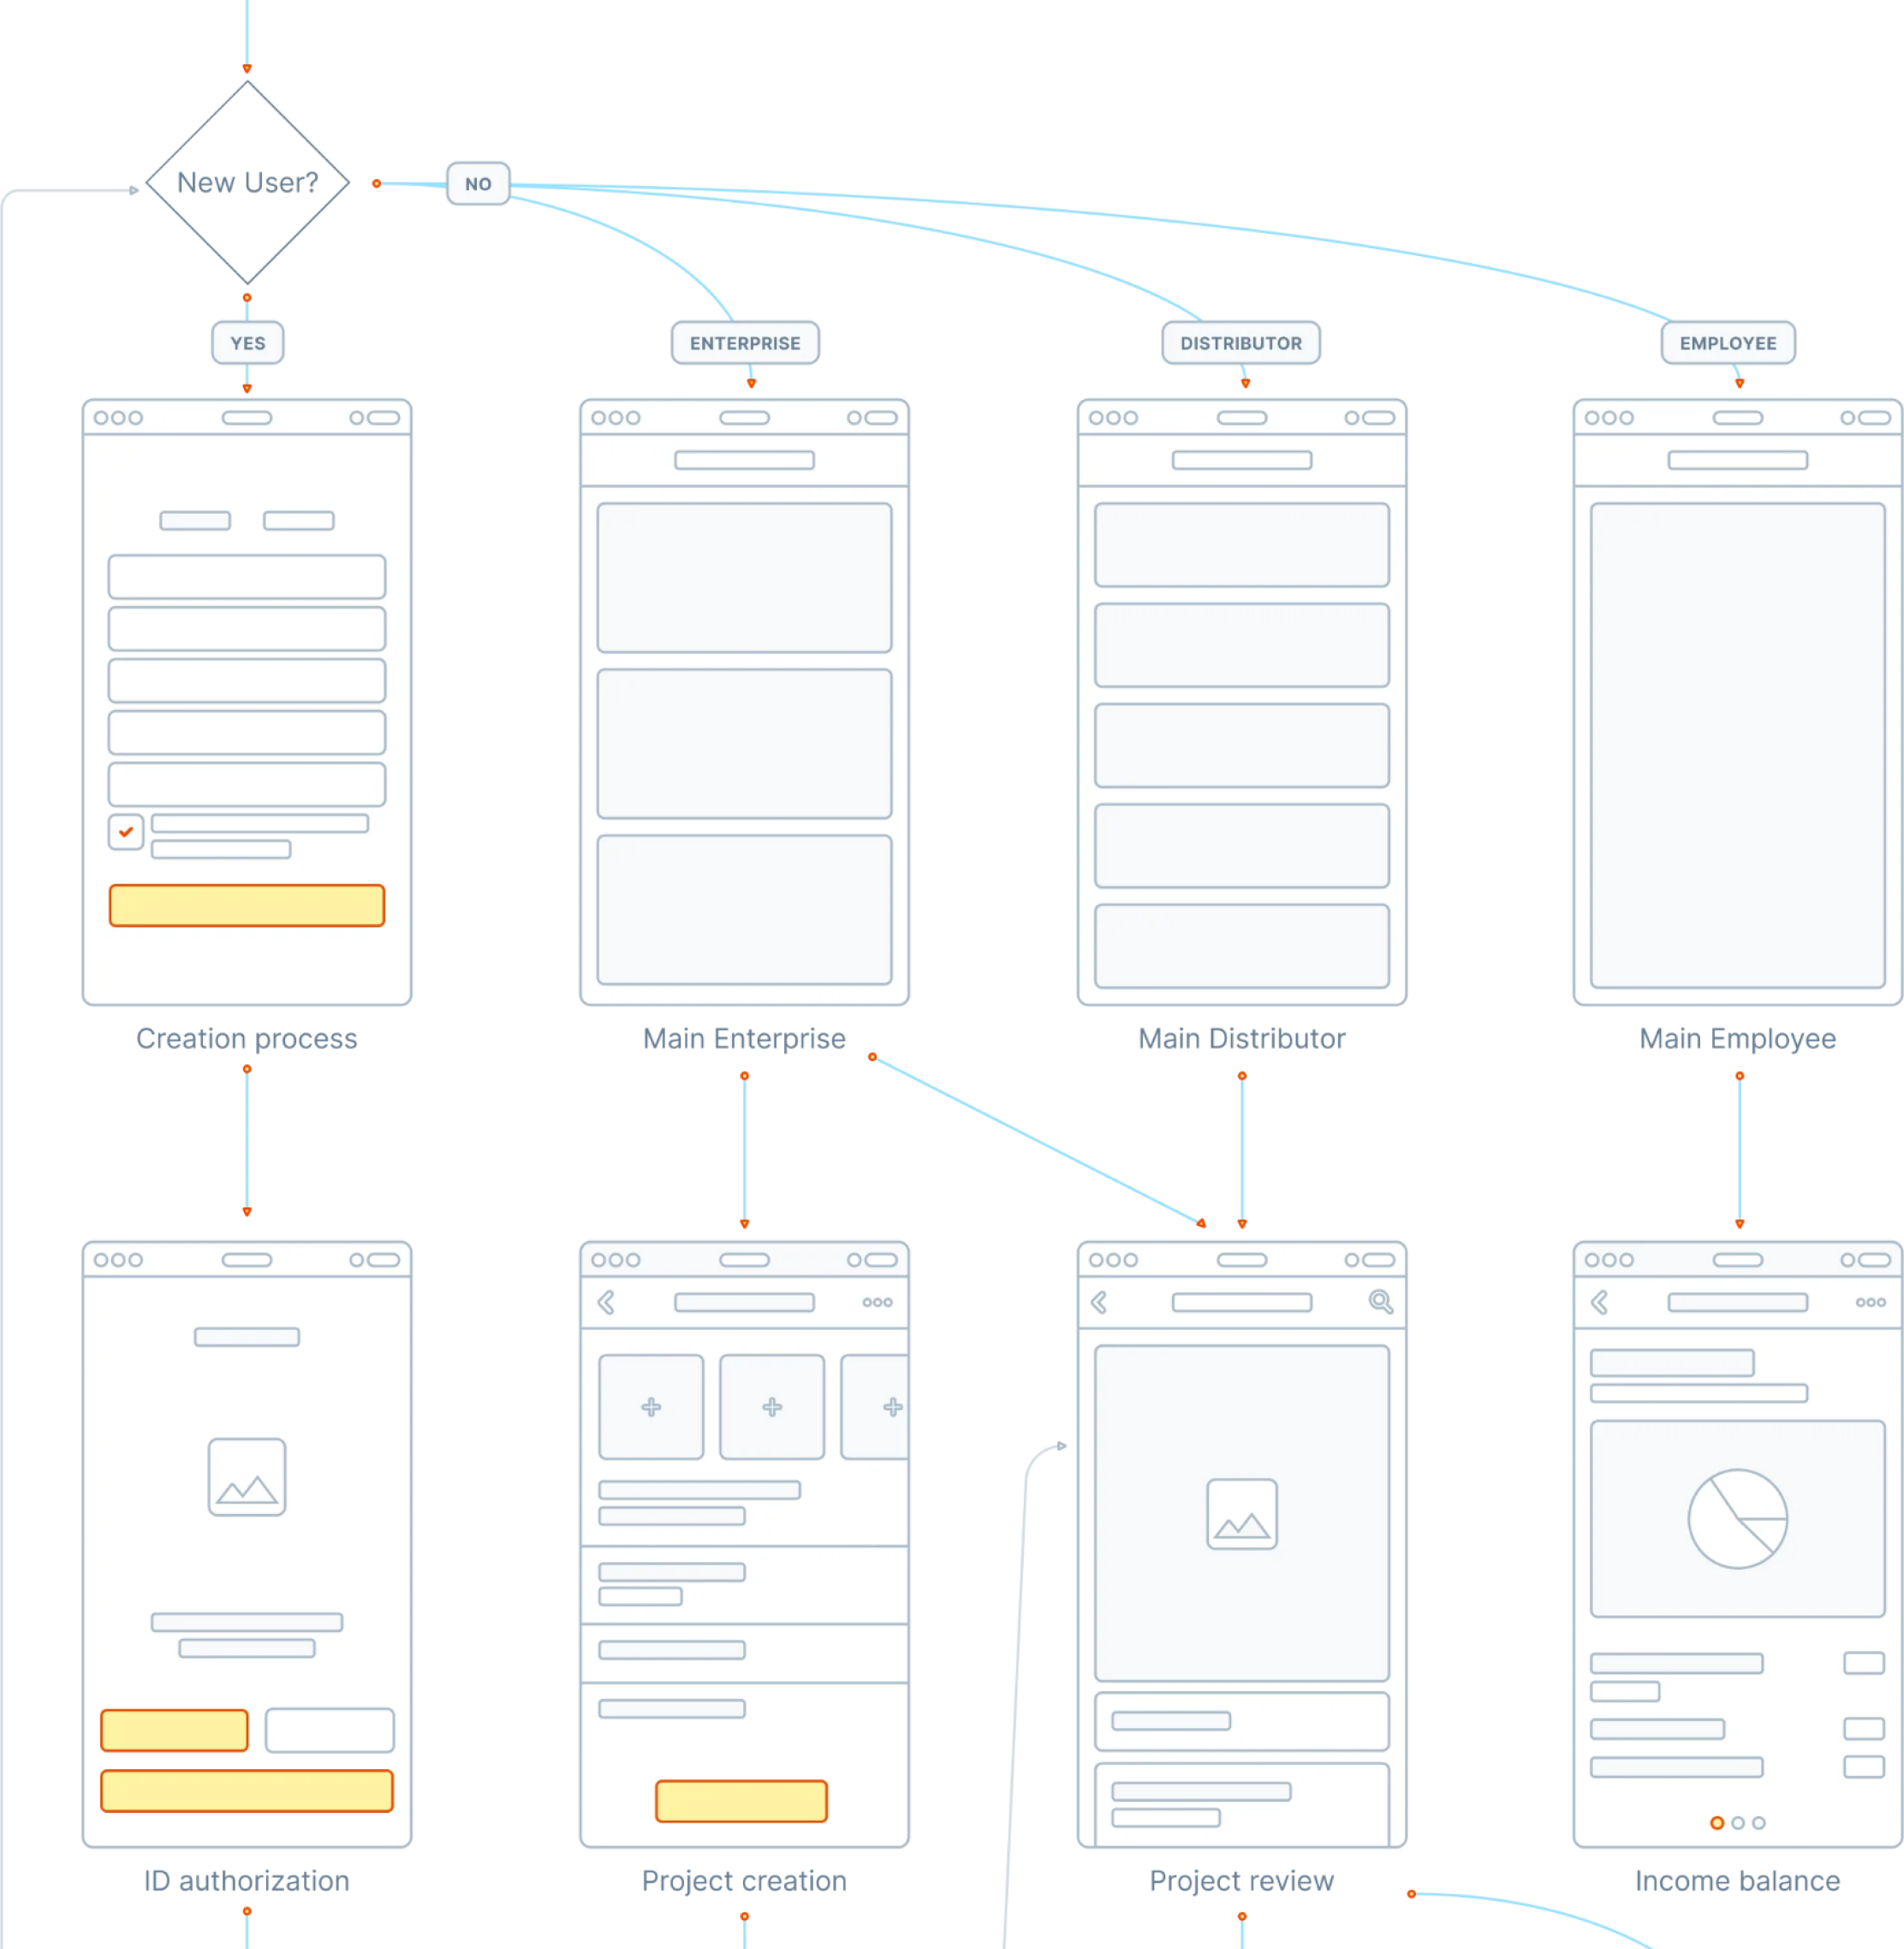 New User?
NO
YES
ENTERPRISE
DISTRIBUTOR
EMPLOYEE
Creation process
Main Enterprise
Main Distributor
Main Employee
ID authorization
Project creation
Project review
Income balance